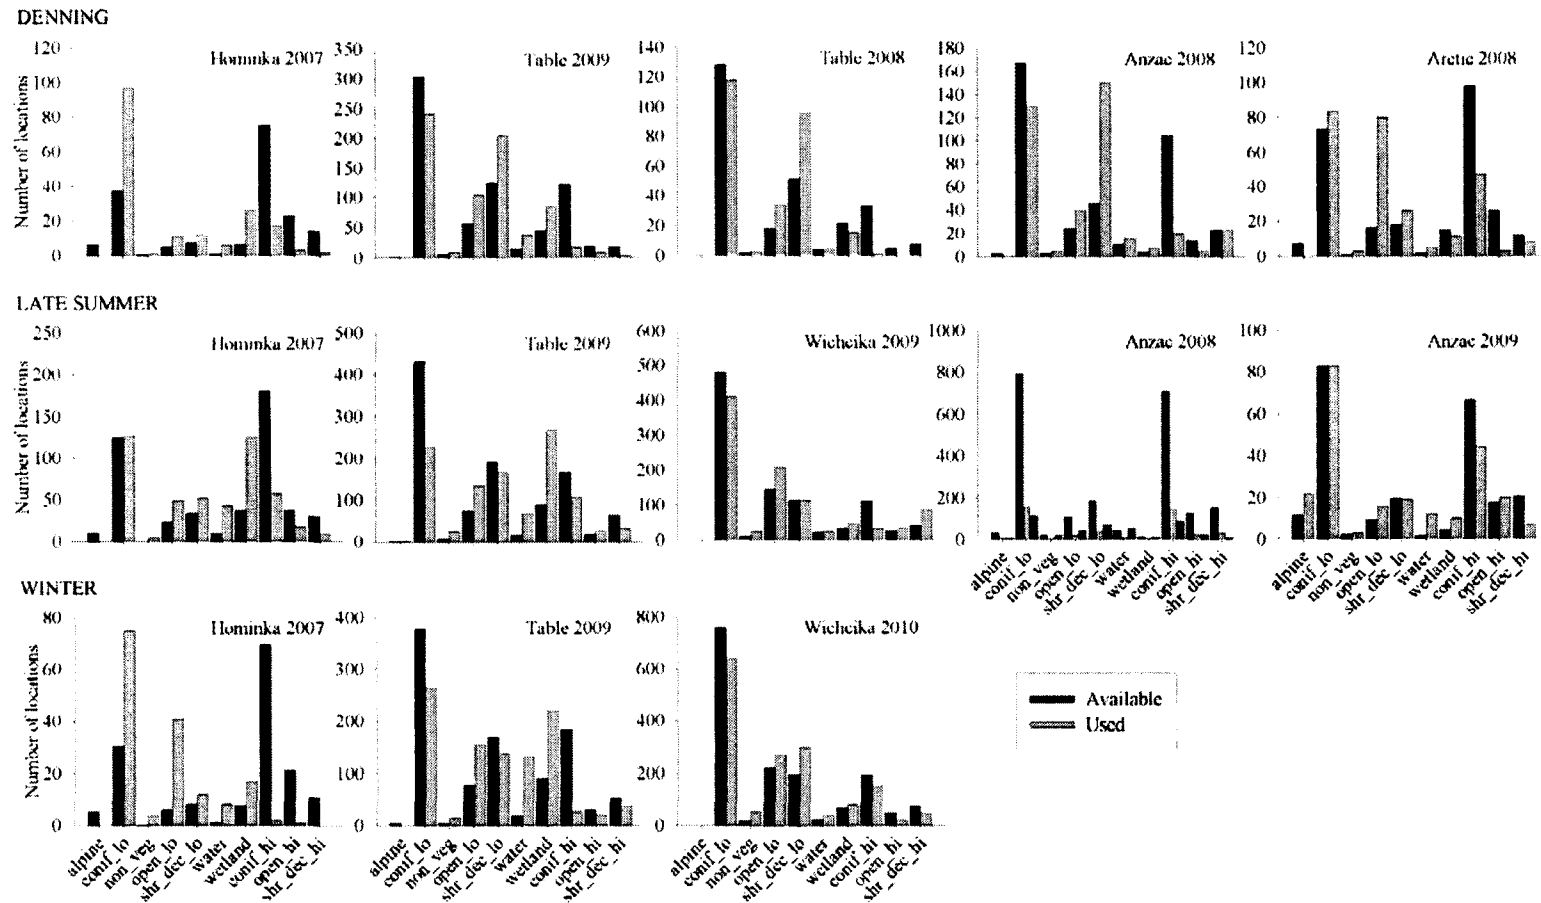 DENNING
Hominka 2007
Table 2009
Table 2008
Anzac 2008
Arctic 2008
Number of locations
120 100 80 60 40 20 0
350 300 250 200 150 100 50 0
140 120 100 80 60 40 20 0
180 160 140 120 100 80 60 40 20 0
120 100 80 60 40 20 0
LATE SUMMER
Hominka 2007
Table 2009
Wichcika 2009
Anzac 2008
Anzac 2009
Number of locations
250 200 150 100 50 0
500 400 300 200 100 0
600 500 400 300 200 100 0
1000 800 600 400 200 0
100 80 60 40 20 0
alpine conif_lo non_veg open_lo shr_dec_lo water wetland conif_hi open_hi shr_dec_hi
alpine conif_lo non_veg open_lo shr_dec_lo water wetland conif_hi open_hi shr_dec_hi
WINTER
Hominka 2007
Table 2009
Wichcika 2010
Number of locations
80 60 40 20 0
400 300 200 100 0
800 600 400 200 0
alpine conif_lo non_veg open_lo shr_dec_lo water wetland conif_hi open_hi shr_dec_hi
alpine conif_lo non_veg open_lo shr_dec_lo water wetland conif_hi open_hi shr_dec_hi
alpine conif_lo non_veg open_lo shr_dec_lo water wetland conif_hi open_hi shr_dec_hi
Available
Used